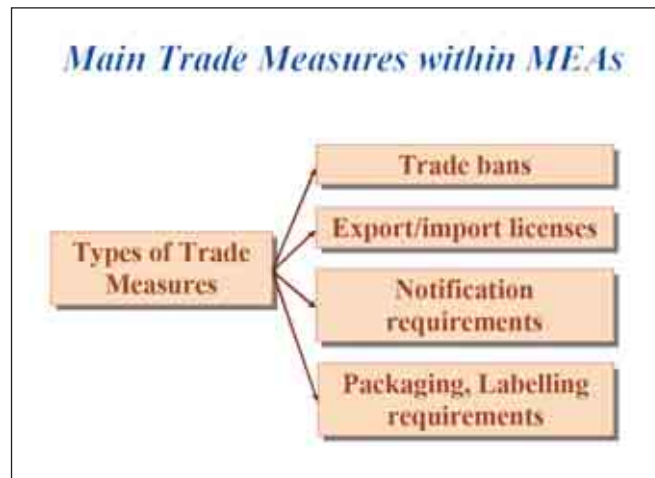 Main Trade Measures within MEAs
Trade bans
Export/import licenses
Types of Trade
Measures
Notification
requirements
Packaging, Labelling
requirements